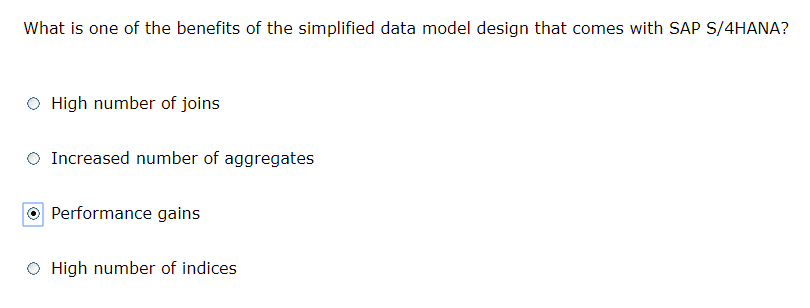 What is one of the benefits of the simplified data model design that comes with SAP S/4HANA?
High number of joins
Increased number of aggregates
Performance gains
High number of indices